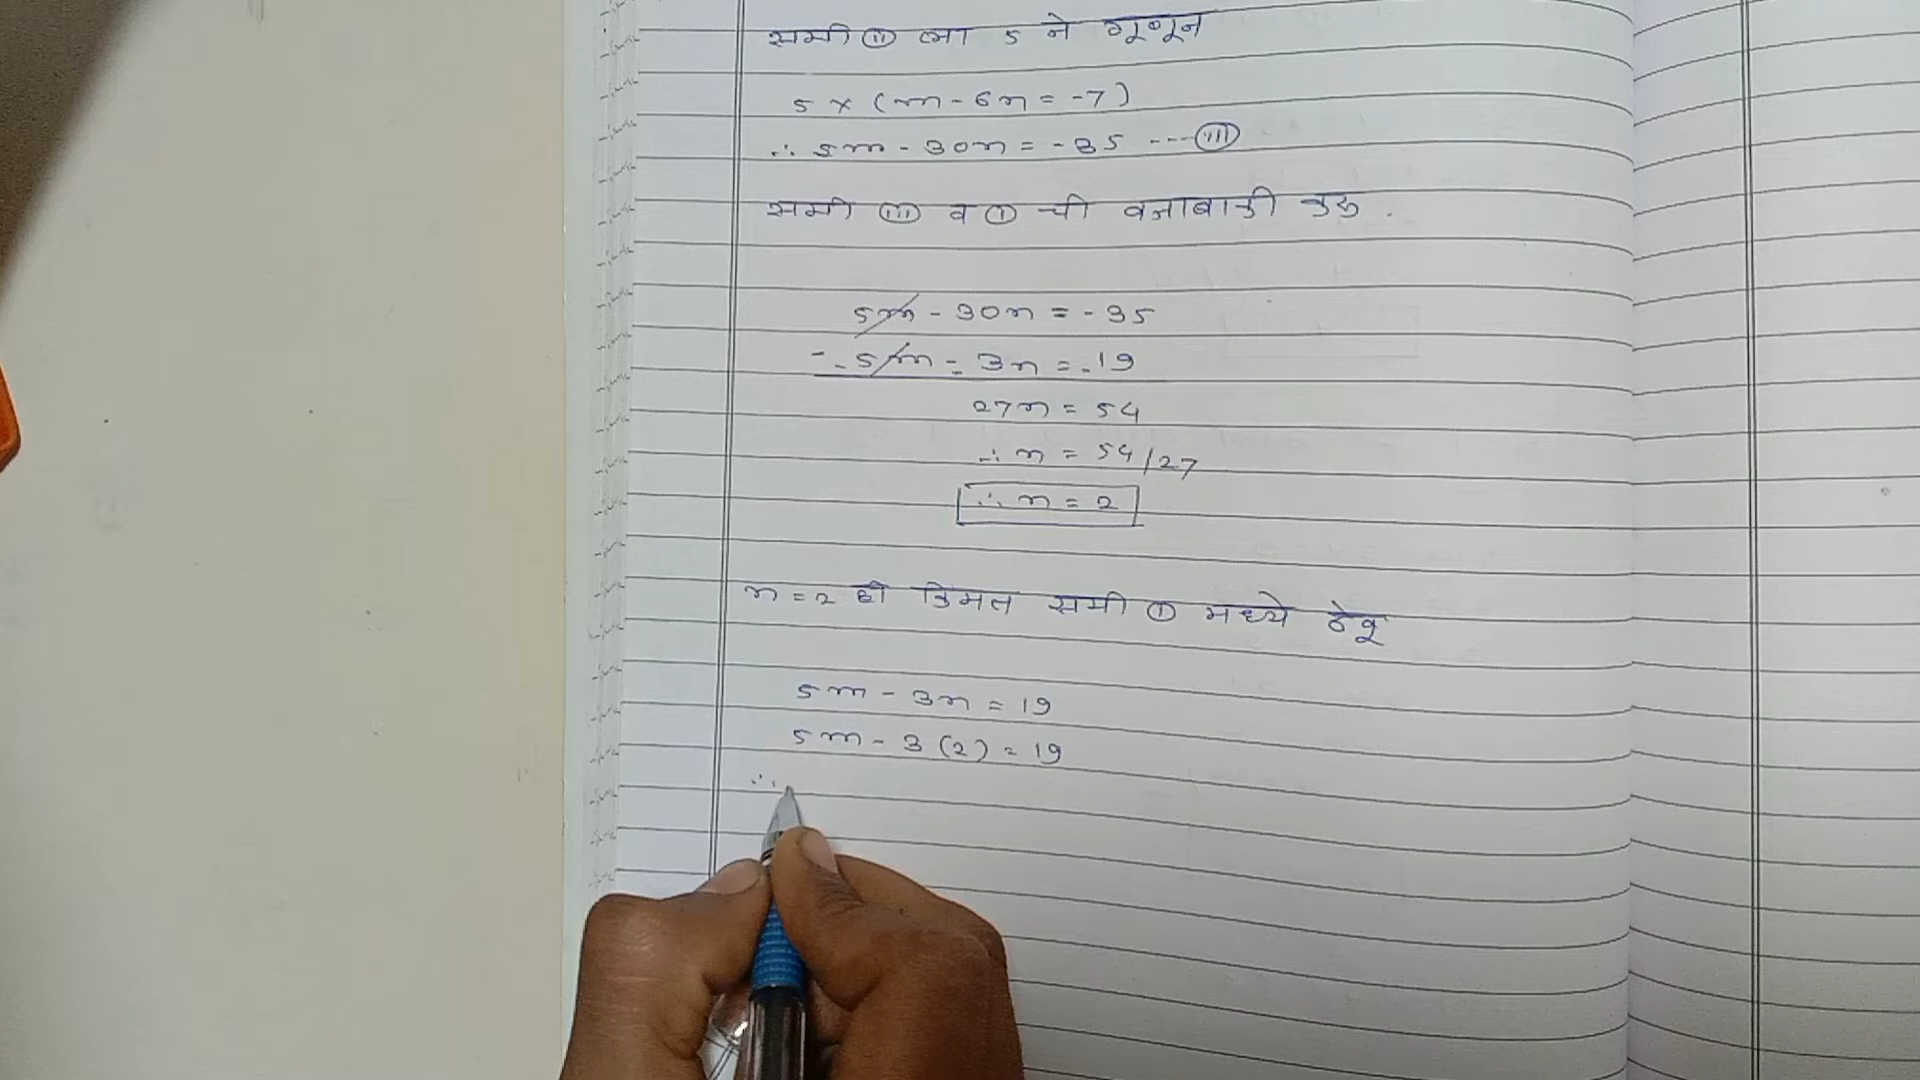 समी (ii) ला 5 ने गुणून
5 × (m - 6n = -7)
∴ 5m - 30n = -35 ---(iii)
समी (iii) व (i) ची वजाबाकी करू.
5m - 30n = -35
- 5m - 3n = 19
- - -
27n = 54
∴ n = 54/27
∴ n = 2
n = 2 ही किंमत समी (i) मध्ये ठेवू
5m - 3n = 19
5m - 3(2) = 19
∴